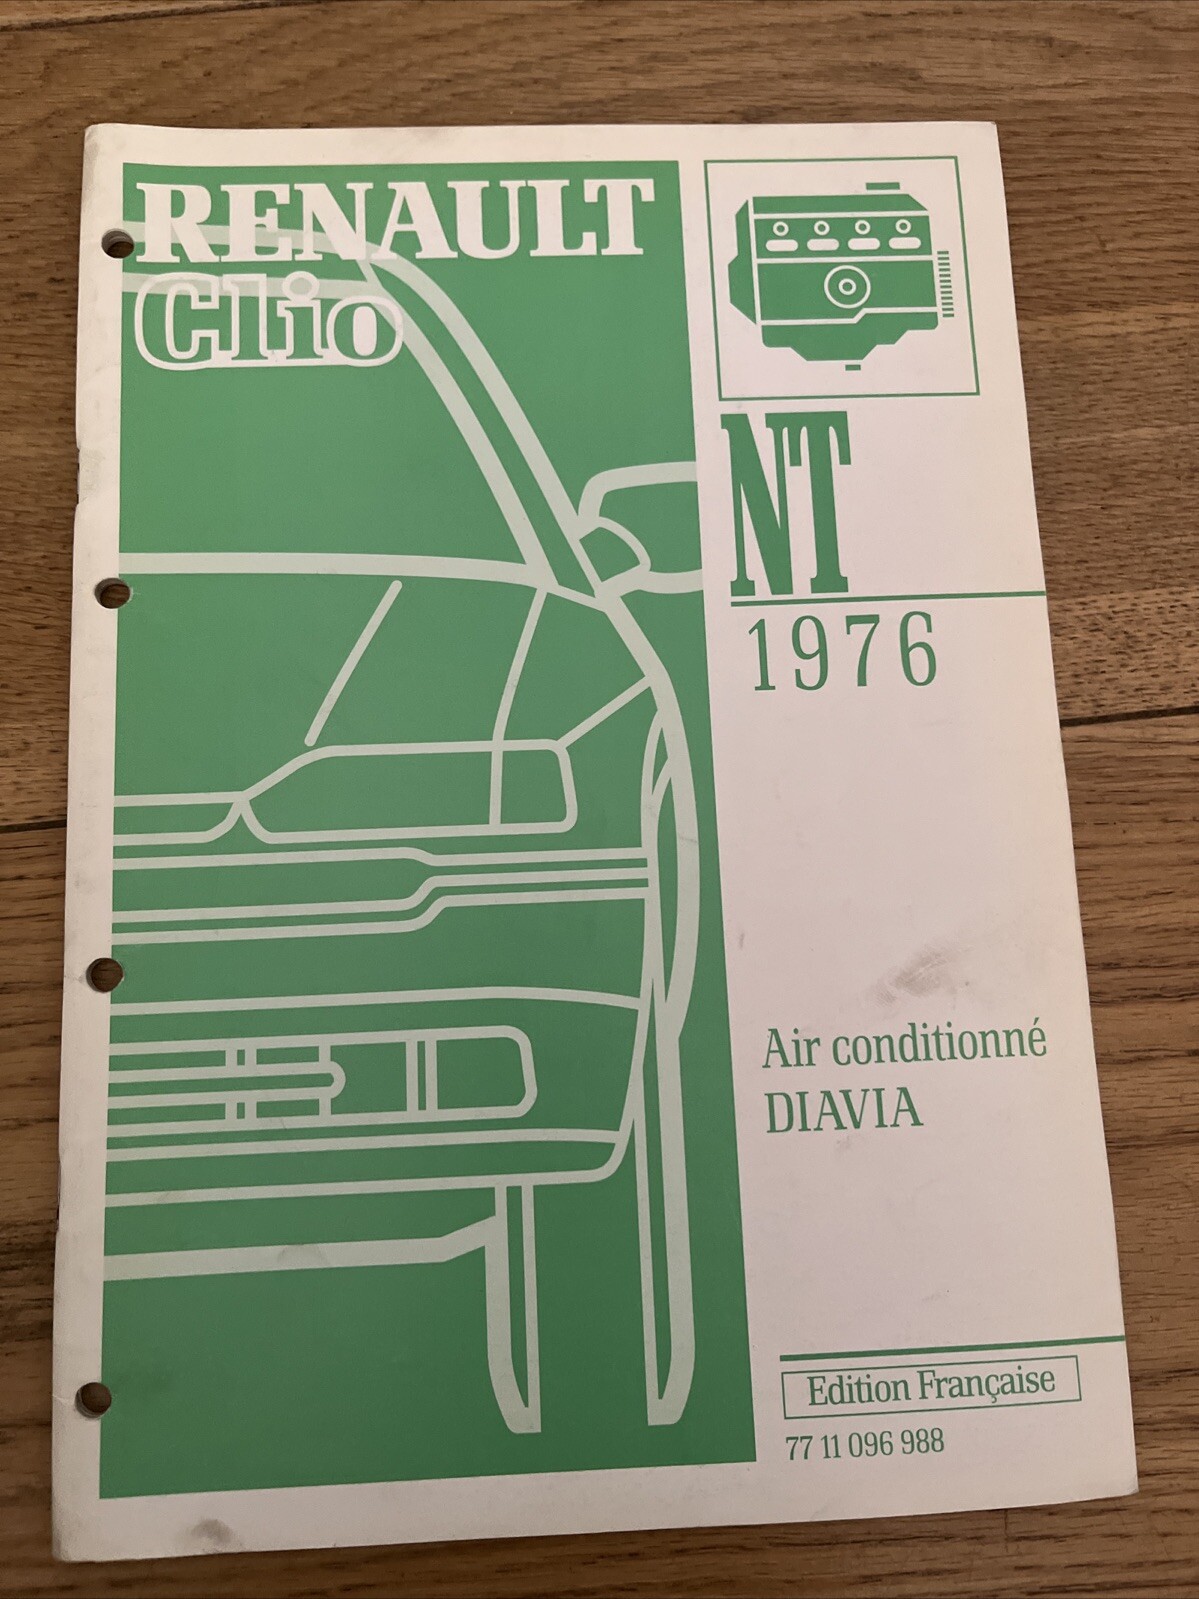 RENAULT
Clio
NT
1976
Air conditionné
DIAVIA
Edition Française
77 11 096 988